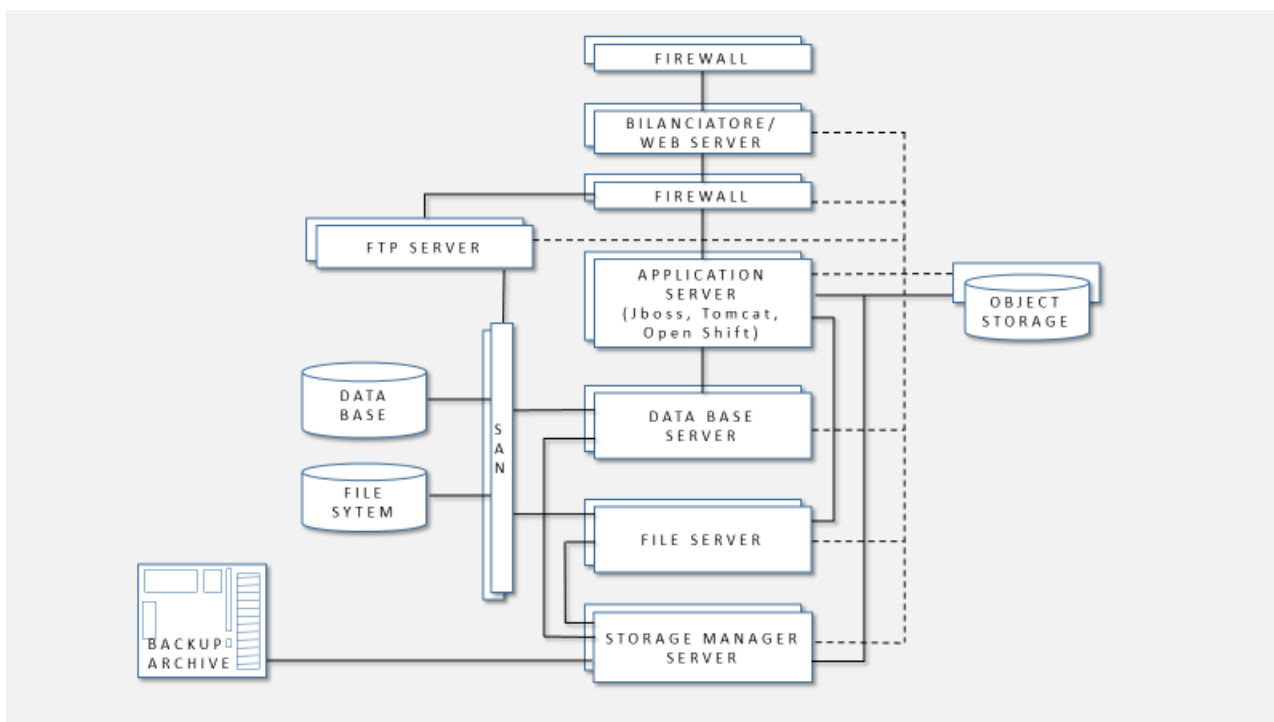 FIREWALL
BILANCIATORE/
WEB SERVER
FIREWALL
FTP SERVER
APPLICATION
SERVER
(Jboss, Tomcat,
Open Shift)
OBJECT
STORAGE
DATA
BASE
SAN
DATA BASE
SERVER
FILE
SYTEM
FILE SERVER
BACKUP
ARCHIVE
STORAGE MANAGER
SERVER